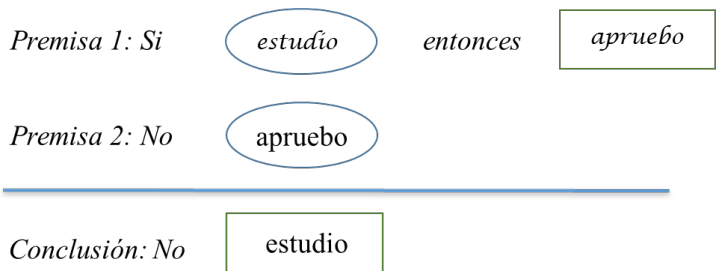 Premisa 1: Si estudio entonces apruebo
Premisa 2: No apruebo
Conclusión: No estudio